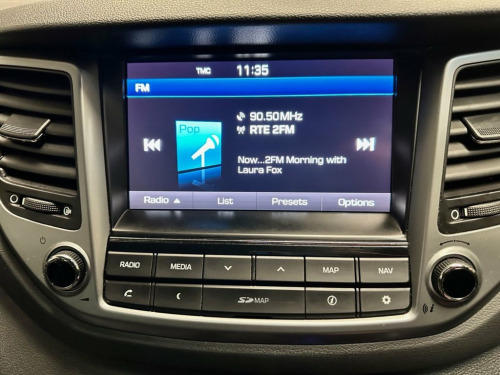 TMC 11:35
FM
Pop
90.50MHz
RTE 2FM
Now...2FM Morning with
Laura Fox
Radio List Presets Options
RADIO MEDIA MAP NAV
SD MAP